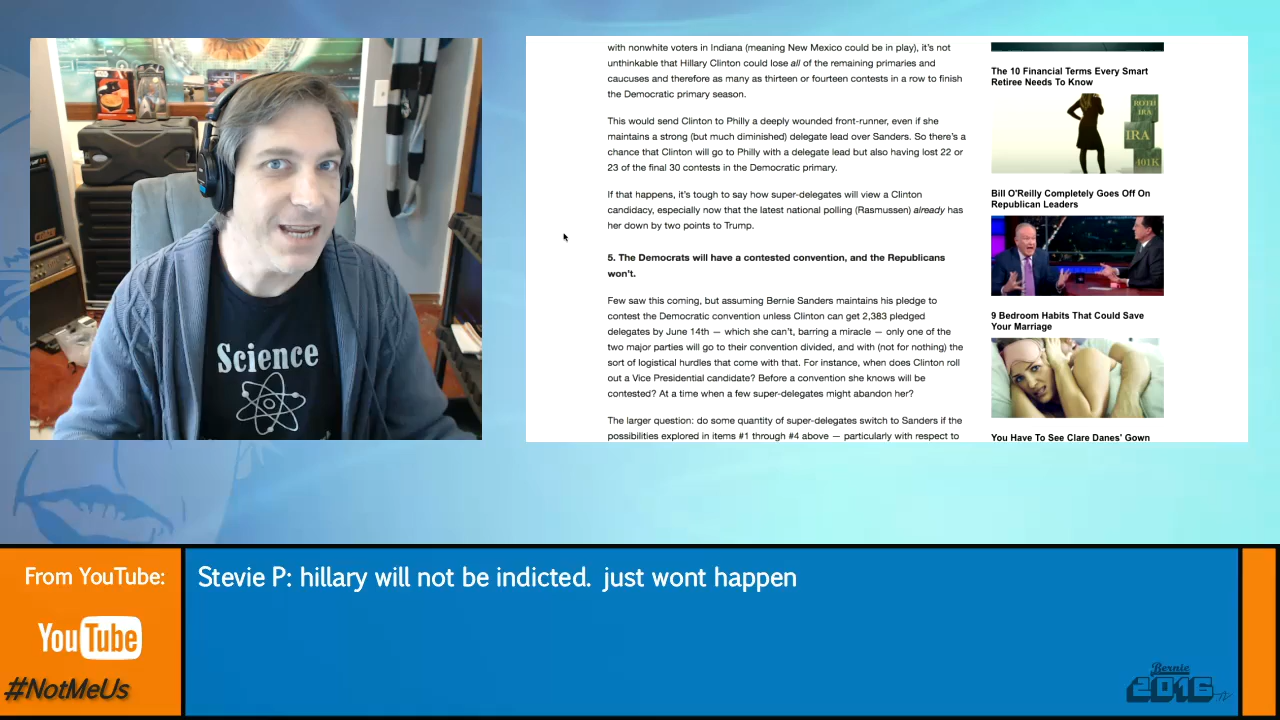 Science
with nonwhite voters in Indiana (meaning New Mexico could be in play), it's not
unthinkable that Hillary Clinton could lose all of the remaining primaries and
caucuses and therefore as many as thirteen or fourteen contests in a row to finish
the Democratic primary season.
This would send Clinton to Philly a deeply wounded front-runner, even if she
maintains a strong (but much diminished) delegate lead over Sanders. So there's a
chance that Clinton will go to Philly with a delegate lead but also having lost 22 or
23 of the final 30 contests in the Democratic primary.
If that happens, it's tough to say how super-delegates will view a Clinton
candidacy, especially now that the latest national polling (Rasmussen) already has
her down by two points to Trump.
5. The Democrats will have a contested convention, and the Republicans
won't.
Few saw this coming, but assuming Bernie Sanders maintains his pledge to
contest the Democratic convention unless Clinton can get 2,383 pledged
delegates by June 14th — which she can't, barring a miracle — only one of the
two major parties will go to their convention divided, and with (not for nothing) the
sort of logistical hurdles that come with that. For instance, when does Clinton roll
out a Vice Presidential candidate? Before a convention she knows will be
contested? At a time when a few super-delegates might abandon her?
The larger question: do some quantity of super-delegates switch to Sanders if the
possibilities explored in items #1 through #4 above — particularly with respect to
The 10 Financial Terms Every Smart
Retiree Needs To Know
ROTH
IRA
IRA
401K
Bill O'Reilly Completely Goes Off On
Republican Leaders
9 Bedroom Habits That Could Save
Your Marriage
You Have To See Clare Danes' Gown
From YouTube:
YouTube
#NotMeUs
Stevie P: hillary will not be indicted. just wont happen
Bernie
2016
TV